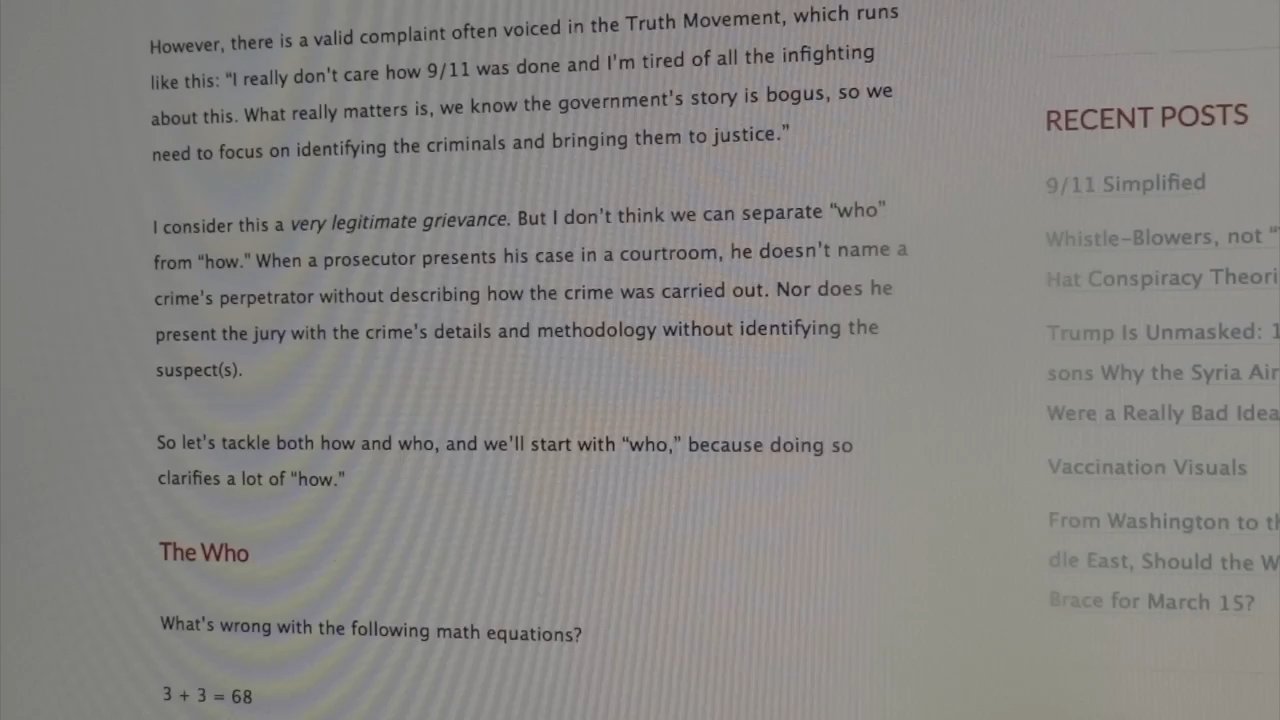 However, there is a valid complaint often voiced in the Truth Movement, which runs
like this: “I really don't care how 9/11 was done and I'm tired of all the infighting
about this. What really matters is, we know the government's story is bogus, so we
need to focus on identifying the criminals and bringing them to justice.”
I consider this a very legitimate grievance. But I don't think we can separate “who”
from “how.” When a prosecutor presents his case in a courtroom, he doesn't name a
crime's perpetrator without describing how the crime was carried out. Nor does he
present the jury with the crime's details and methodology without identifying the
suspect(s).
So let's tackle both how and who, and we'll start with “who,” because doing so
clarifies a lot of “how.”
The Who
What's wrong with the following math equations?
3 + 3 = 68
RECENT POSTS
9/11 Simplified
Whistle-Blowers, not “
Hat Conspiracy Theori
Trump Is Unmasked: 1
sons Why the Syria Air
Were a Really Bad Idea
Vaccination Visuals
From Washington to th
dle East, Should the W
Brace for March 15?